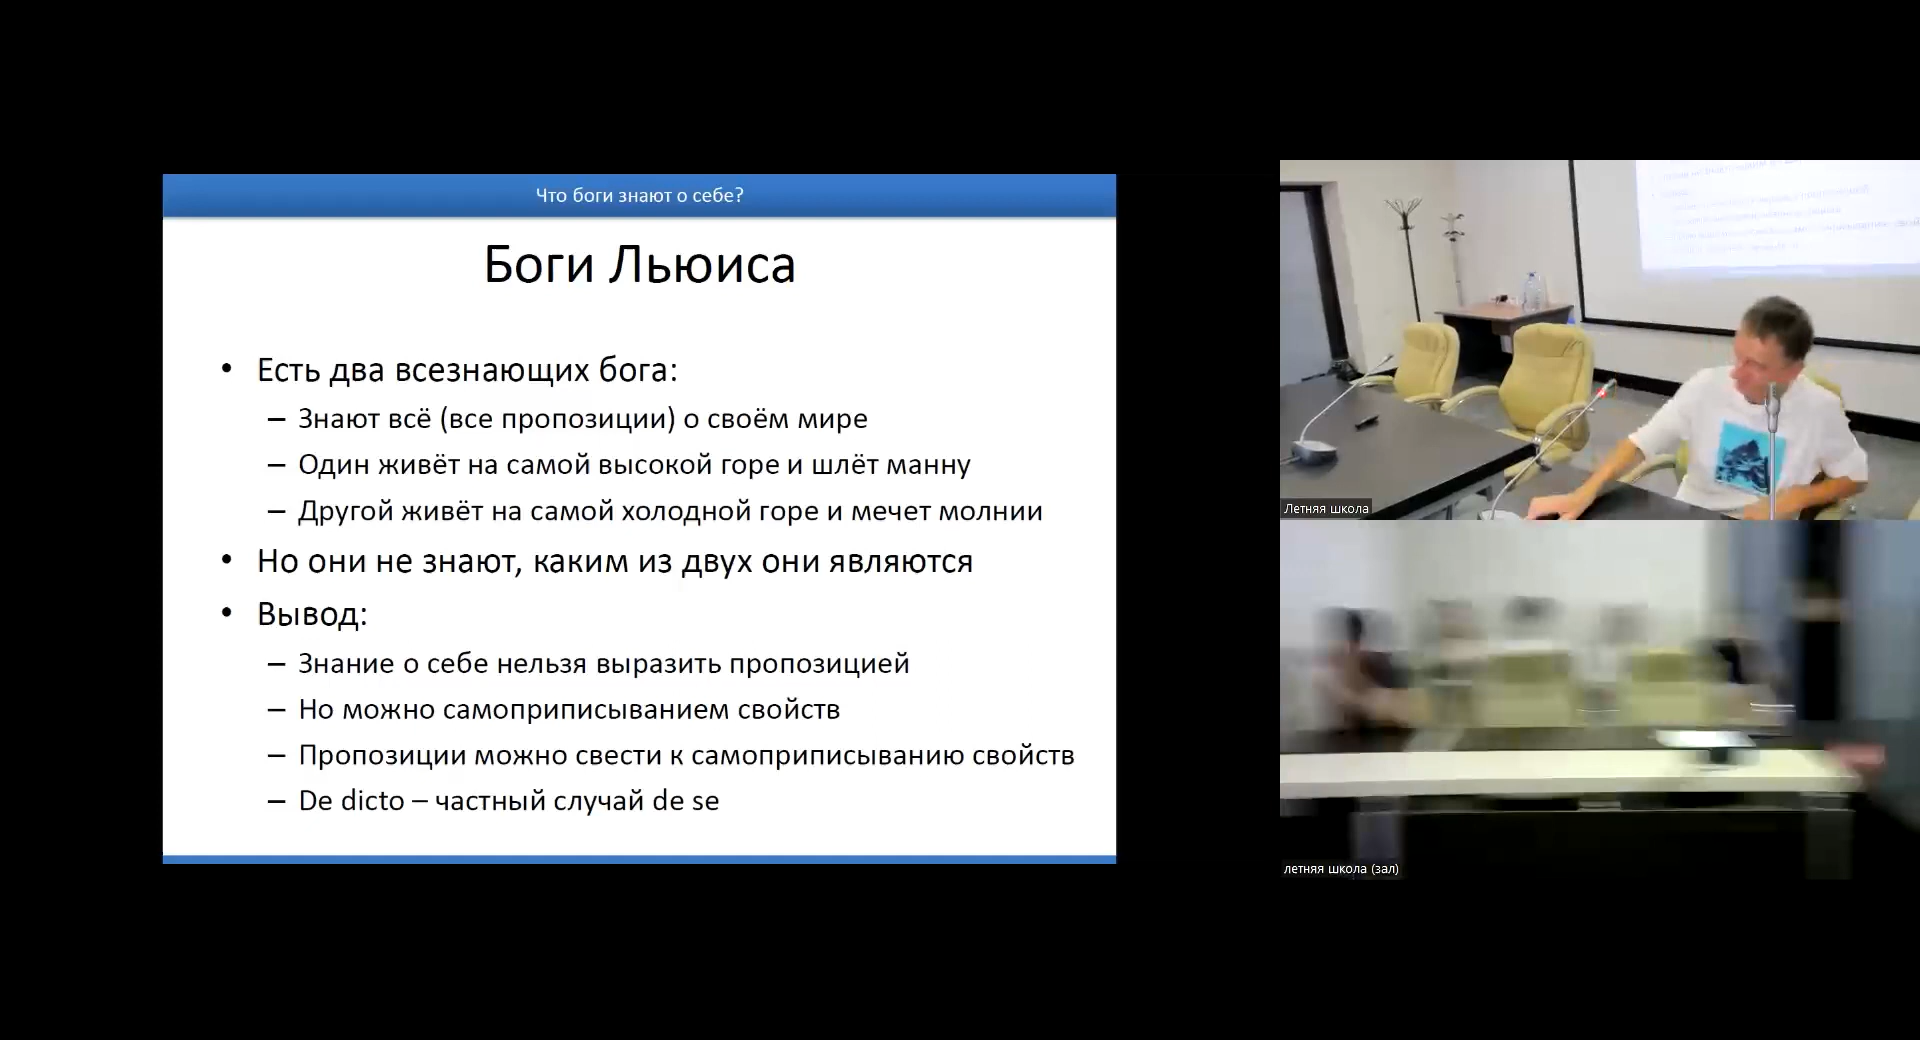 Что боги знают о себе?
Боги Льюиса
• Есть два всезнающих бога:
– Знают всё (все пропозиции) о своём мире
– Один живёт на самой высокой горе и шлёт манну
– Другой живёт на самой холодной горе и мечет молнии
• Но они не знают, каким из двух они являются
• Вывод:
– Знание о себе нельзя выразить пропозицией
– Но можно самоприписыванием свойств
– Пропозиции можно свести к самоприписыванию свойств
– De dicto – частный случай de se
Летняя школа
летняя школа (зал)